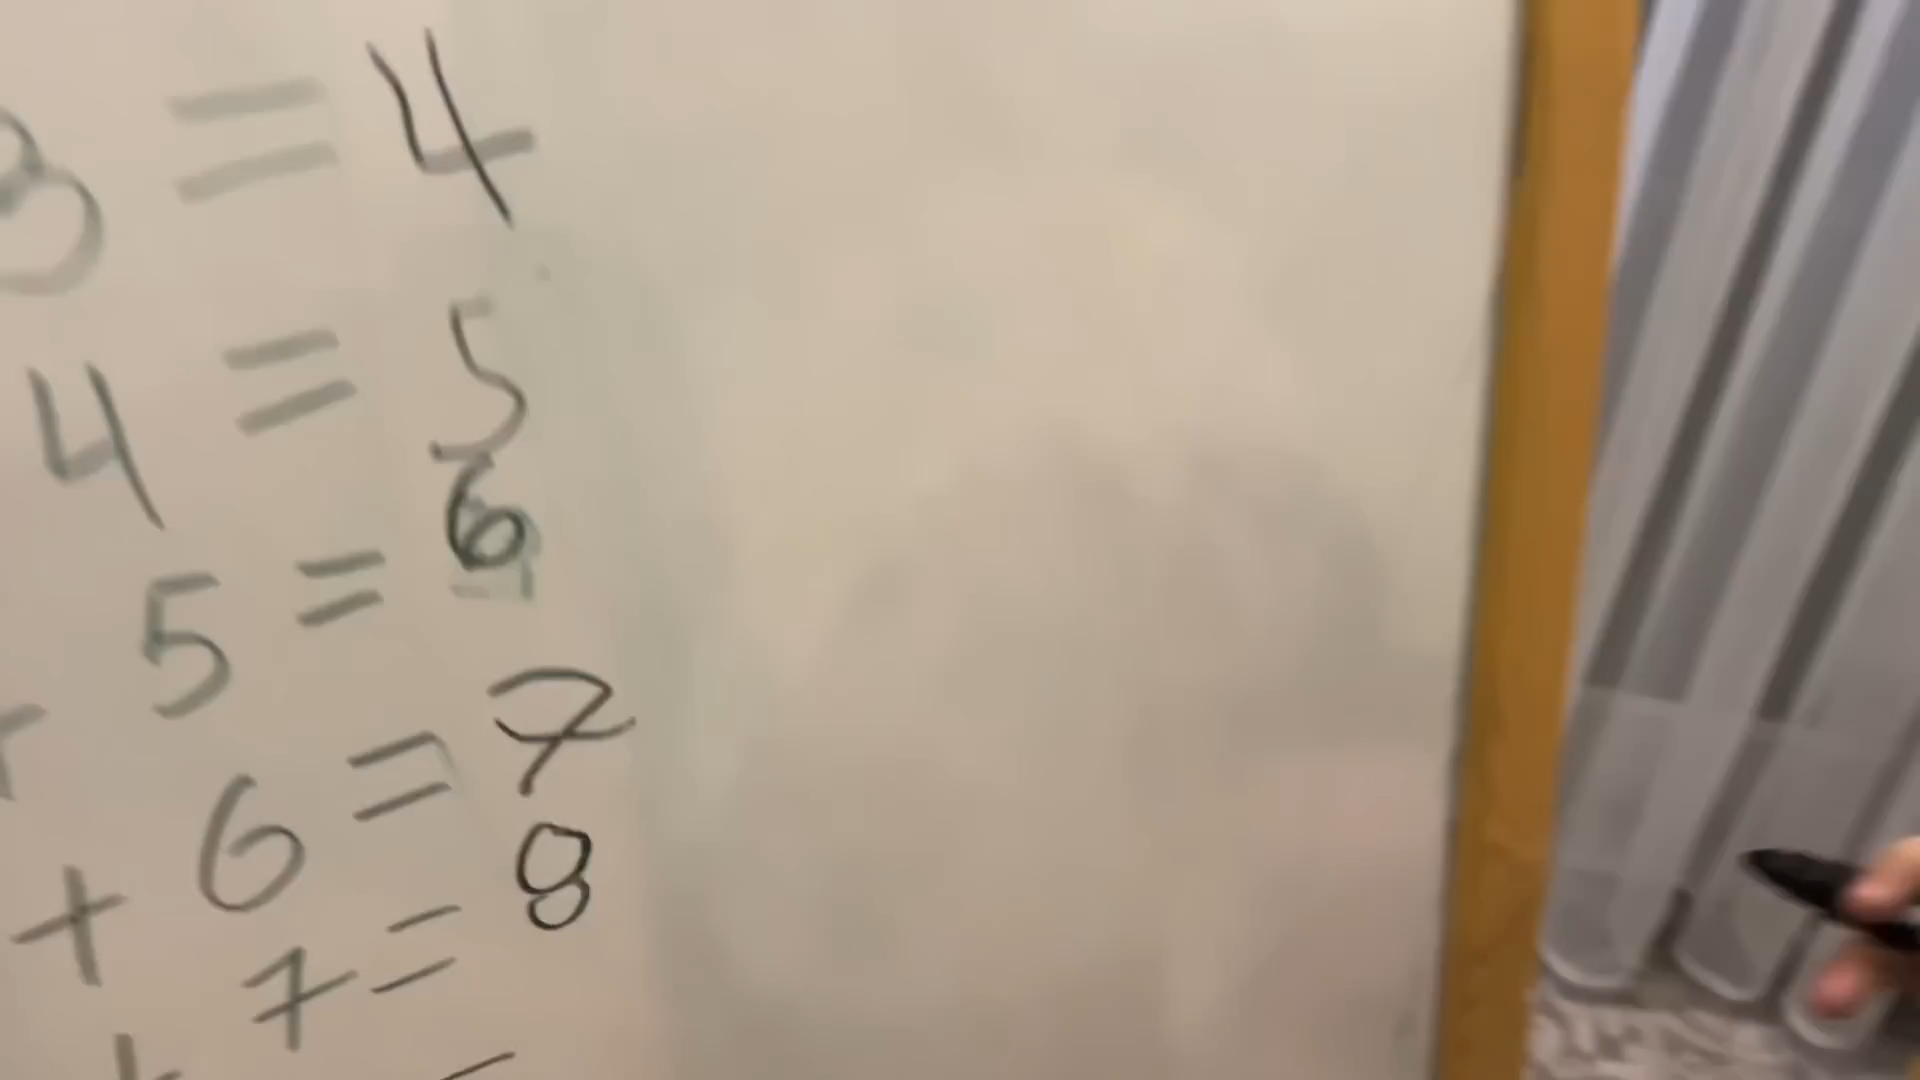 3 = 4
4 = 5
+ 5 = 6
+ 6 = 7
+ 7 = 8